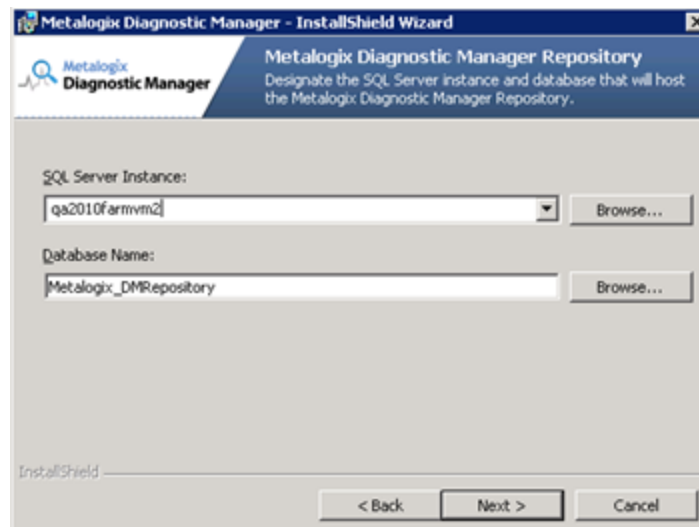 Metalogix Diagnostic Manager - InstallShield Wizard
Metalogix
Diagnostic Manager
Metalogix Diagnostic Manager Repository
Designate the SQL Server instance and database that will host
the Metalogix Diagnostic Manager Repository.
SQL Server Instance:
qa2010farmvm2
Browse...
Database Name:
Metalogix_DMRepository
Browse...
InstallShield
< Back
Next >
Cancel